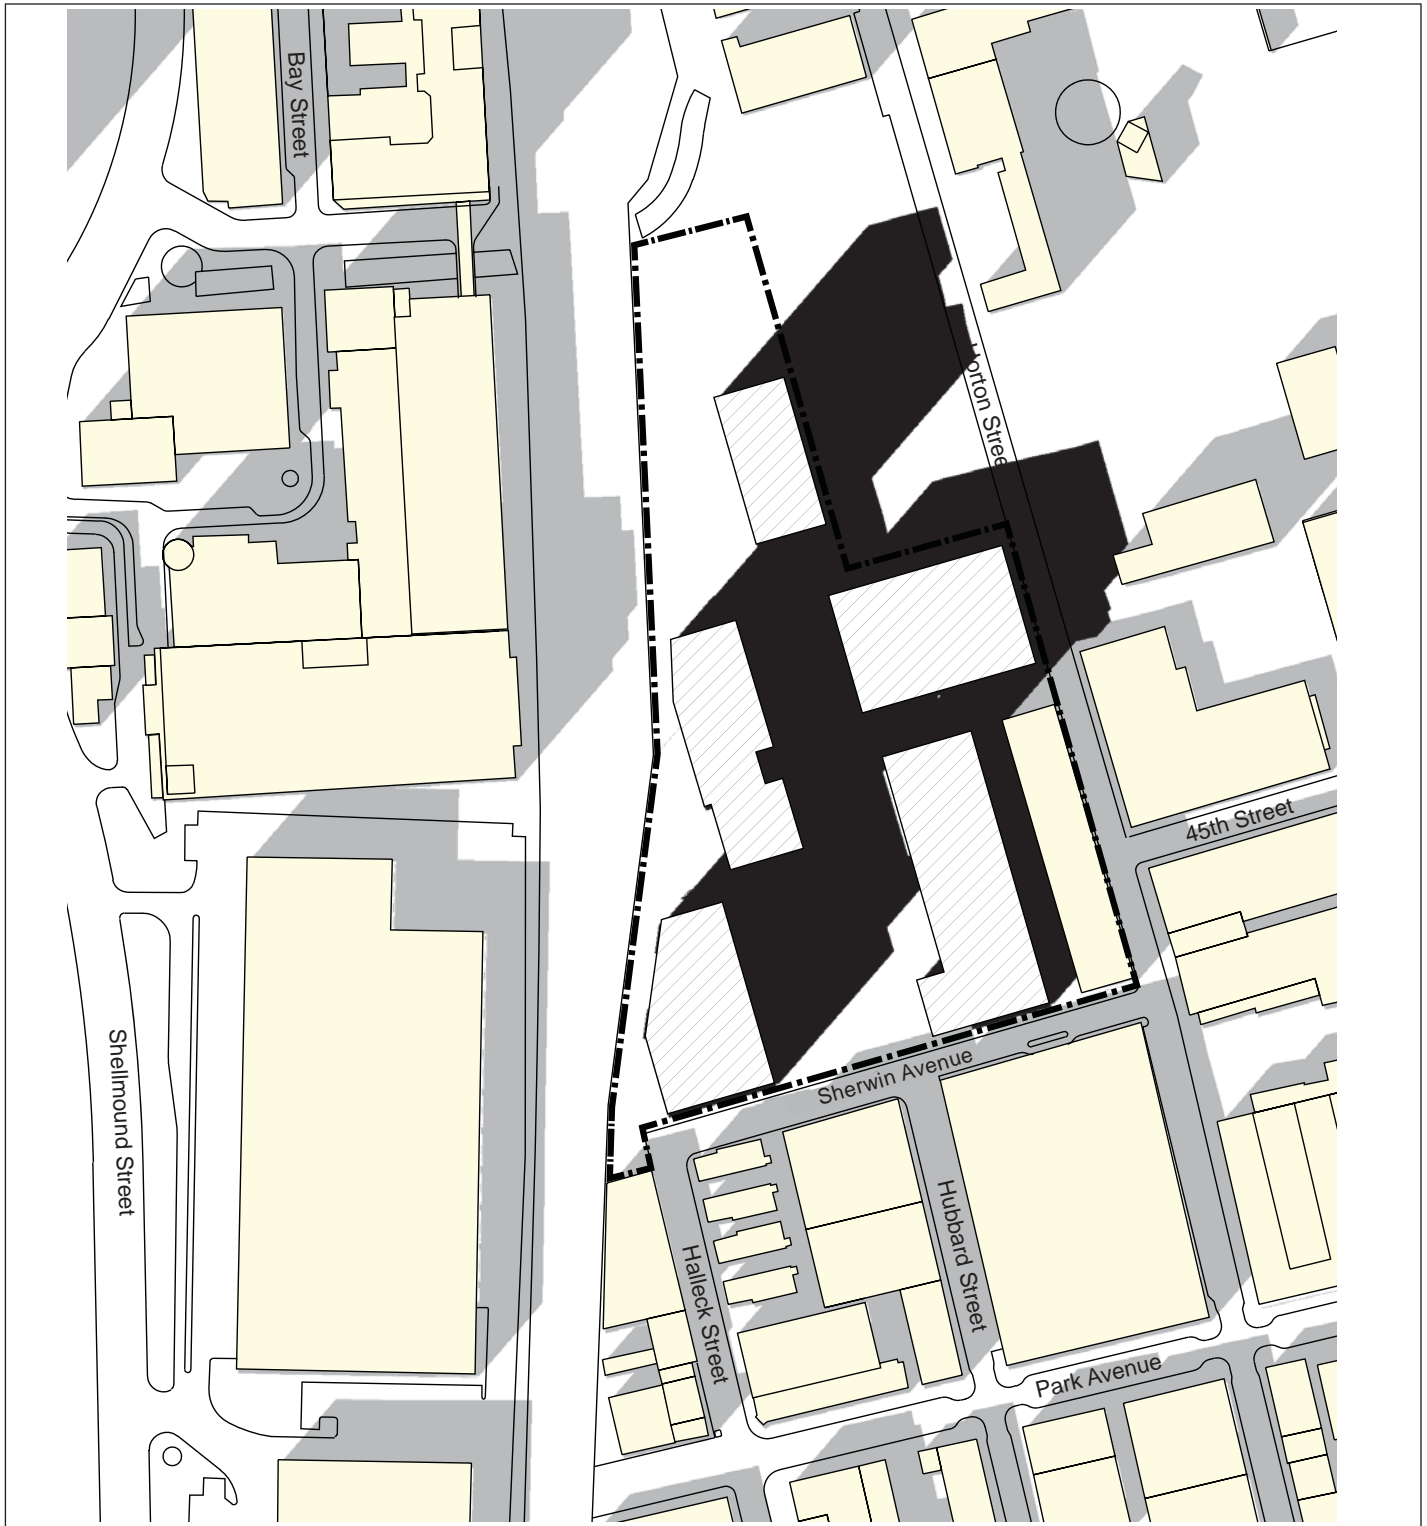 Bay Street
Horton Stree
45th Street
Shellmound Street
Sherwin Avenue
Hubbard Street
Halleck Street
Park Avenue